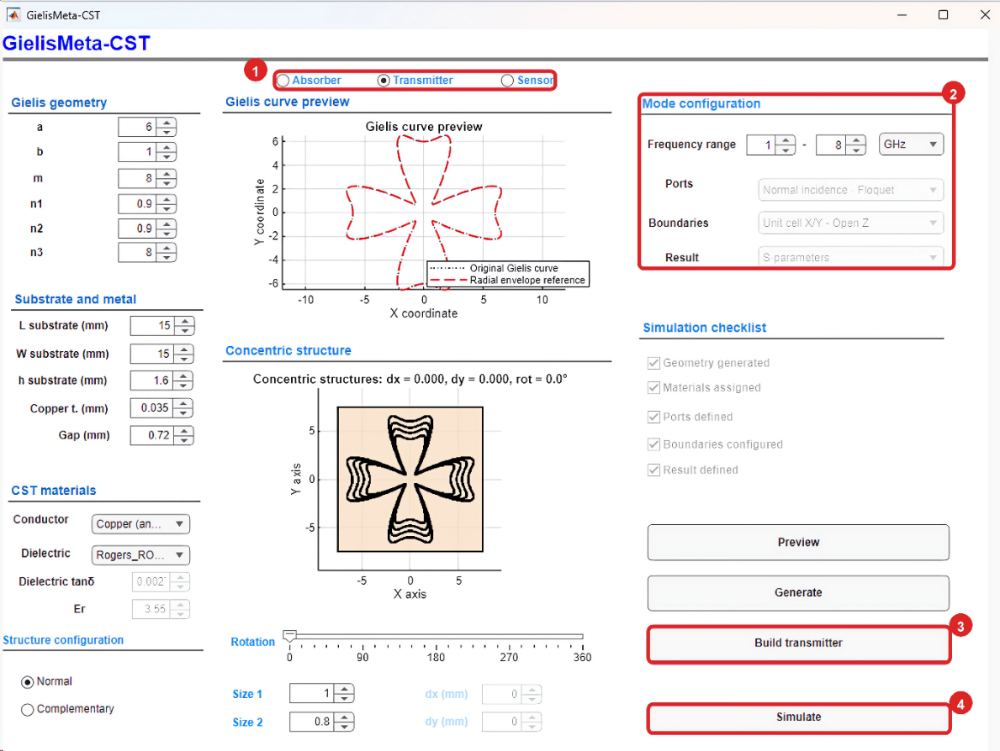 GielisMeta-CST
GielisMeta-CST
1
Absorber
Transmitter
Sensor
Gielis geometry
a 6
b 1
m 8
n1 0.9
n2 0.9
n3 8
Substrate and metal
L substrate (mm) 15
W substrate (mm) 15
h substrate (mm) 1.6
Copper t. (mm) 0.035
Gap (mm) 0.72
CST materials
Conductor Copper (an...
Dielectric Rogers_RO...
Dielectric tanδ 0.002
Er 3.55
Structure configuration
Normal
Complementary
Gielis curve preview
Gielis curve preview
6
4
2
0
-2
-4
-6
Y coordinate
Original Gielis curve
Radial envelope reference
-10 -5 0 5 10
X coordinate
Concentric structure
Concentric structures: dx = 0.000, dy = 0.000, rot = 0.0°
5
0
-5
Y axis
-5 0 5
X axis
Rotation
0 90 180 270 360
Size 1 1
dx (mm) 0
Size 2 0.8
dy (mm) 0
2
Mode configuration
Frequency range 1 - 8 GHz
Ports Normal incidence - Floquet
Boundaries Unit cell X/Y - Open Z
Result S parameters
Simulation checklist
Geometry generated
Materials assigned
Ports defined
Boundaries configured
Result defined
Preview
Generate
3
Build transmitter
4
Simulate